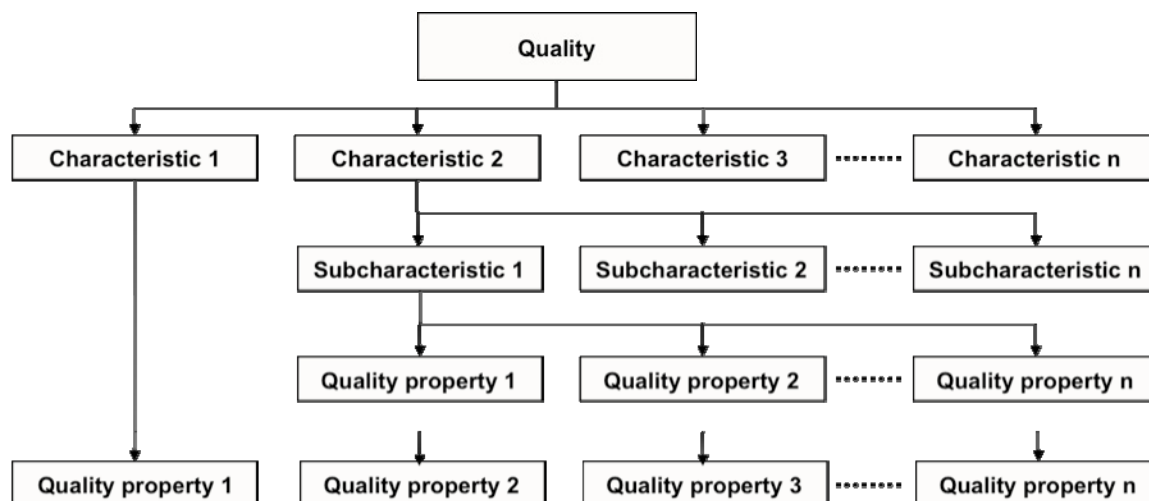 Quality
Characteristic 1
Characteristic 2
Characteristic 3
Characteristic n
Subcharacteristic 1
Subcharacteristic 2
Subcharacteristic n
Quality property 1
Quality property 2
Quality property n
Quality property 1
Quality property 2
Quality property 3
Quality property n